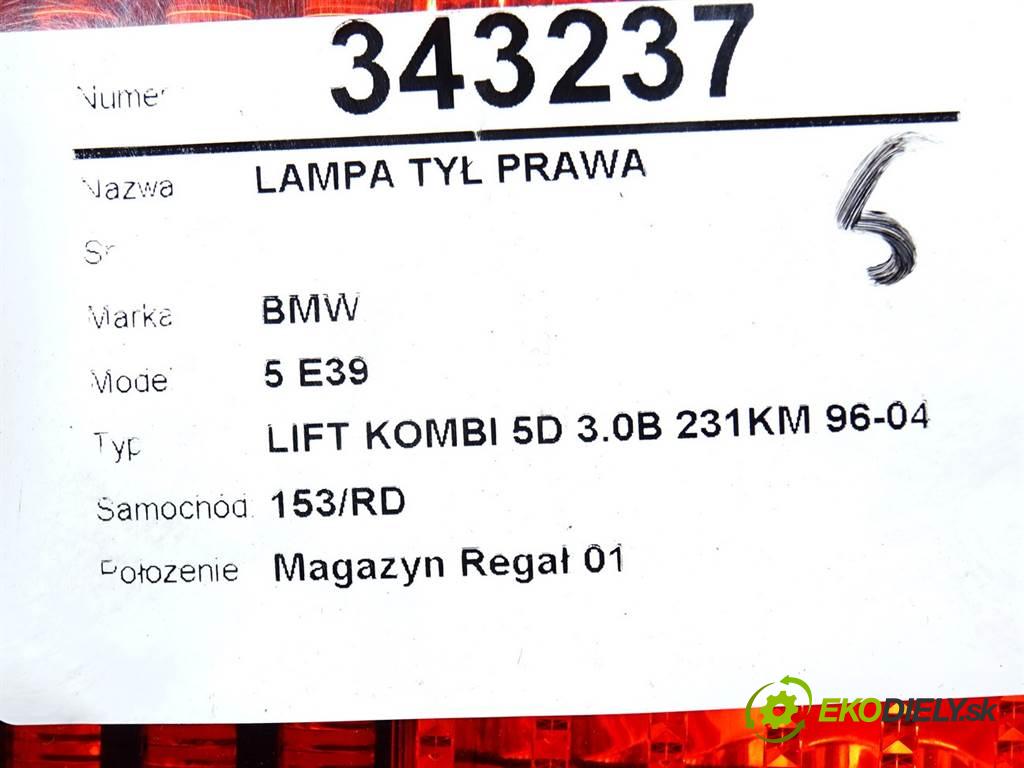 Numer 343237
Nazwa LAMPA TYŁ PRAWA
5
Marka BMW
Model 5 E39
Typ LIFT KOMBI 5D 3.0B 231KM 96-04
Samochód: 153/RD
Położenie Magazyn Regał 01
EKODIELY.sk